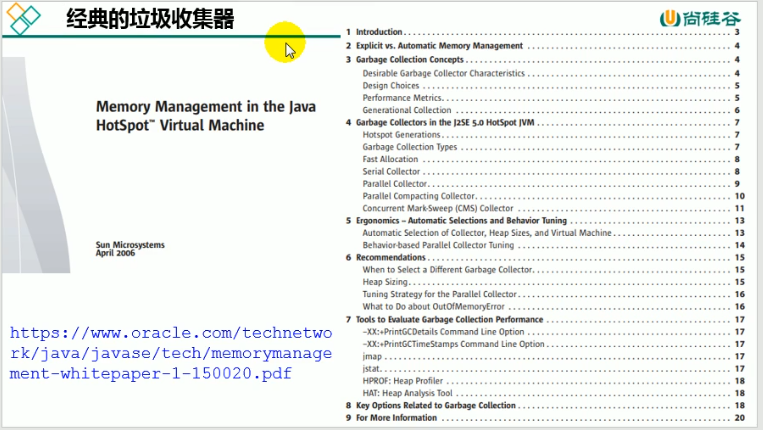 经典的垃圾收集器
尚硅谷
Memory Management in the Java
HotSpot™ Virtual Machine
Sun Microsystems
April 2006
https://www.oracle.com/technetwo
rk/java/javase/tech/memorymanage
ment-whitepaper-1-150020.pdf
1 Introduction 3
2 Explicit vs. Automatic Memory Management 4
3 Garbage Collection Concepts 4
Desirable Garbage Collector Characteristics 4
Design Choices 5
Performance Metrics 5
Generational Collection 6
4 Garbage Collectors in the J2SE 5.0 HotSpot JVM 7
Hotspot Generations 7
Garbage Collection Types 7
Fast Allocation 8
Serial Collector 8
Parallel Collector 9
Parallel Compacting Collector 10
Concurrent Mark-Sweep (CMS) Collector 11
5 Ergonomics – Automatic Selections and Behavior Tuning 13
Automatic Selection of Collector, Heap Sizes, and Virtual Machine 13
Behavior-based Parallel Collector Tuning 14
6 Recommendations 15
When to Select a Different Garbage Collector 15
Heap Sizing 15
Tuning Strategy for the Parallel Collector 16
What to Do about OutOfMemoryError 16
7 Tools to Evaluate Garbage Collection Performance 17
–XX:+PrintGCDetails Command Line Option 17
–XX:+PrintGCTimeStamps Command Line Option 17
jmap 17
jstat 17
HPROF: Heap Profiler 18
HAT: Heap Analysis Tool 18
8 Key Options Related to Garbage Collection 18
9 For More Information 20